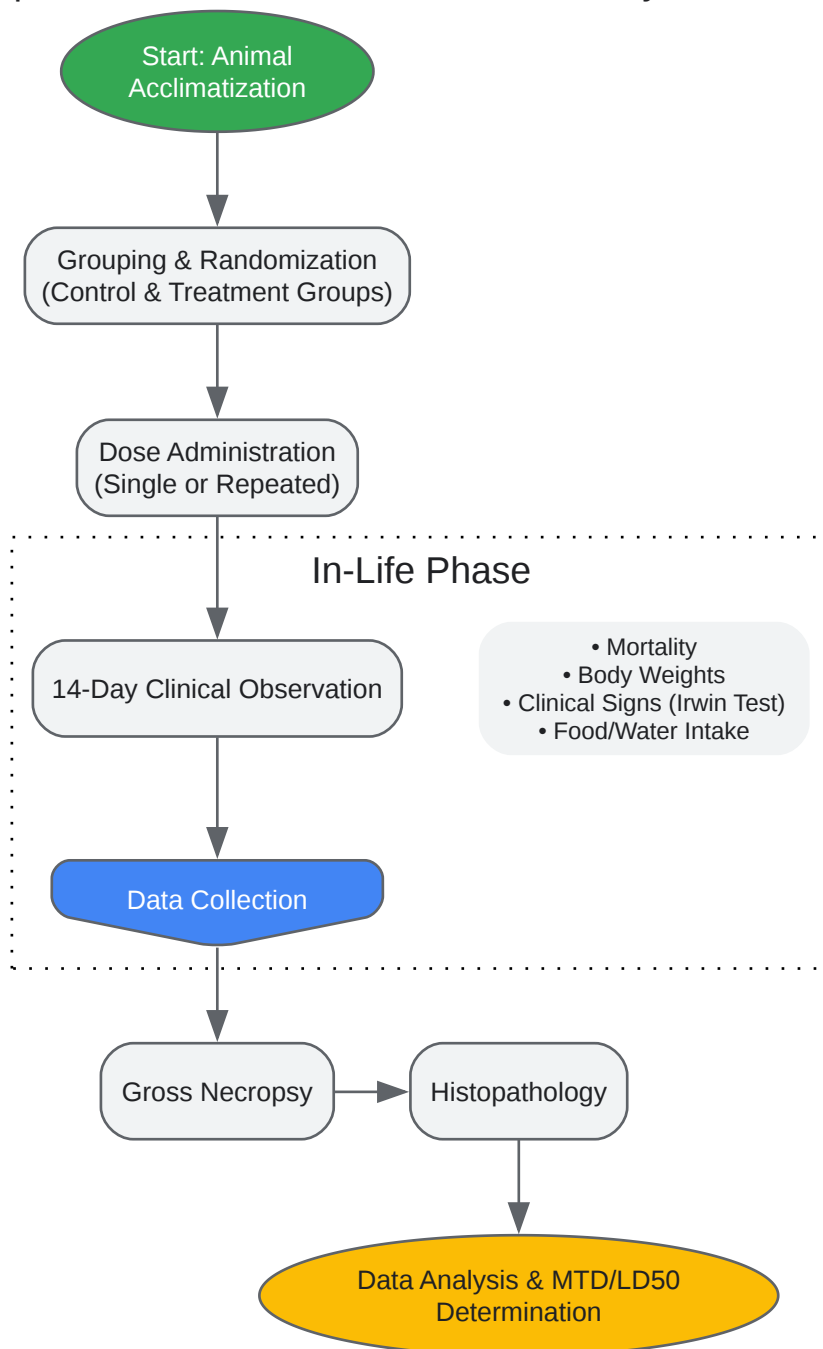 Start: Animal
Acclimatization
Grouping & Randomization
(Control & Treatment Groups)
Dose Administration
(Single or Repeated)
In-Life Phase
14-Day Clinical Observation
• Mortality
• Body Weights
• Clinical Signs (Irwin Test)
• Food/Water Intake
Data Collection
Gross Necropsy
Histopathology
Data Analysis & MTD/LD50
Determination